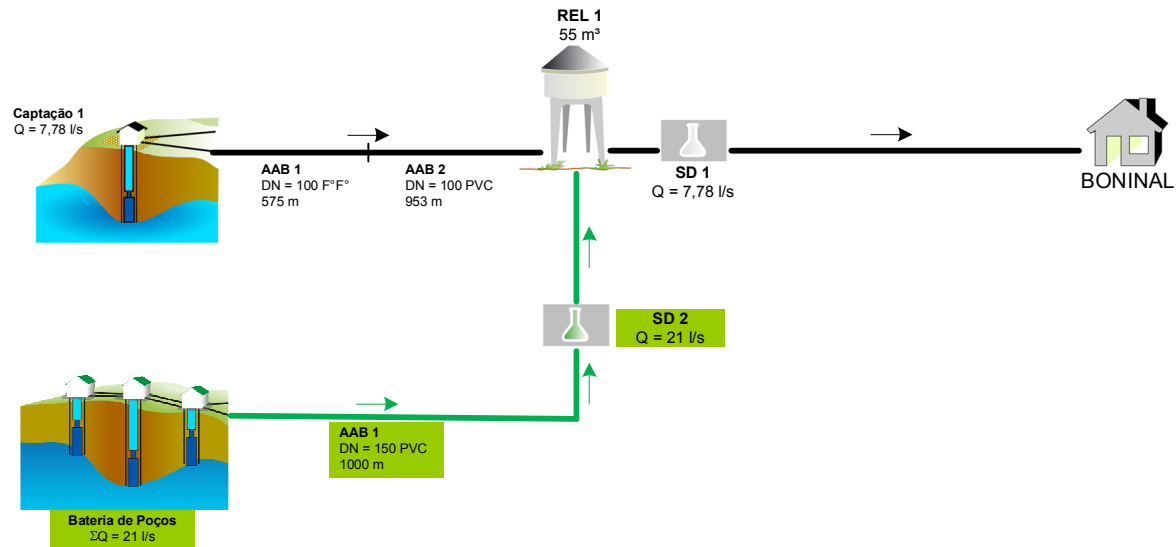 REL 1
55 m³
Captação 1
Q = 7,78 l/s
AAB 1
DN = 100 F°F°
575 m
AAB 2
DN = 100 PVC
953 m
SD 1
Q = 7,78 l/s
BONINAL
SD 2
Q = 21 l/s
AAB 1
DN = 150 PVC
1000 m
Bateria de Poços
ΣQ = 21 l/s